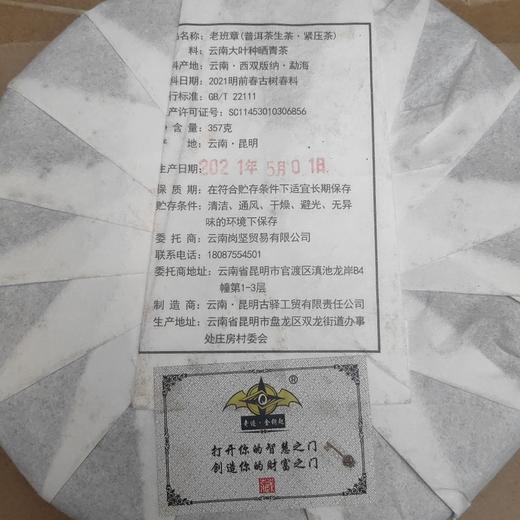 品名称：老班章(普洱茶生茶·紧压茶)
料：云南大叶种晒青茶
料产地：云南·西双版纳·勐海
料日期：2021明前春古树春料
行标准：GB/T 22111
产许可证号：SC11453010306856
含量：357克
地：云南·昆明
生产日期：2021年5月01日
保质期：在符合贮存条件下适宜长期保存
贮存条件：清洁、通风、干燥、避光、无异
味的环境下保存
委托商：云南岗坚贸易有限公司
联系电话：18087554501
委托商地址：云南省昆明市官渡区滇池龙岸B4
幢第1-3层
制造商：云南·昆明古驿工贸有限责任公司
生产地址：云南省昆明市盘龙区双龙街道办事
处庄房村委会
®
打开你的智慧之门
创造你的财富之门
藏